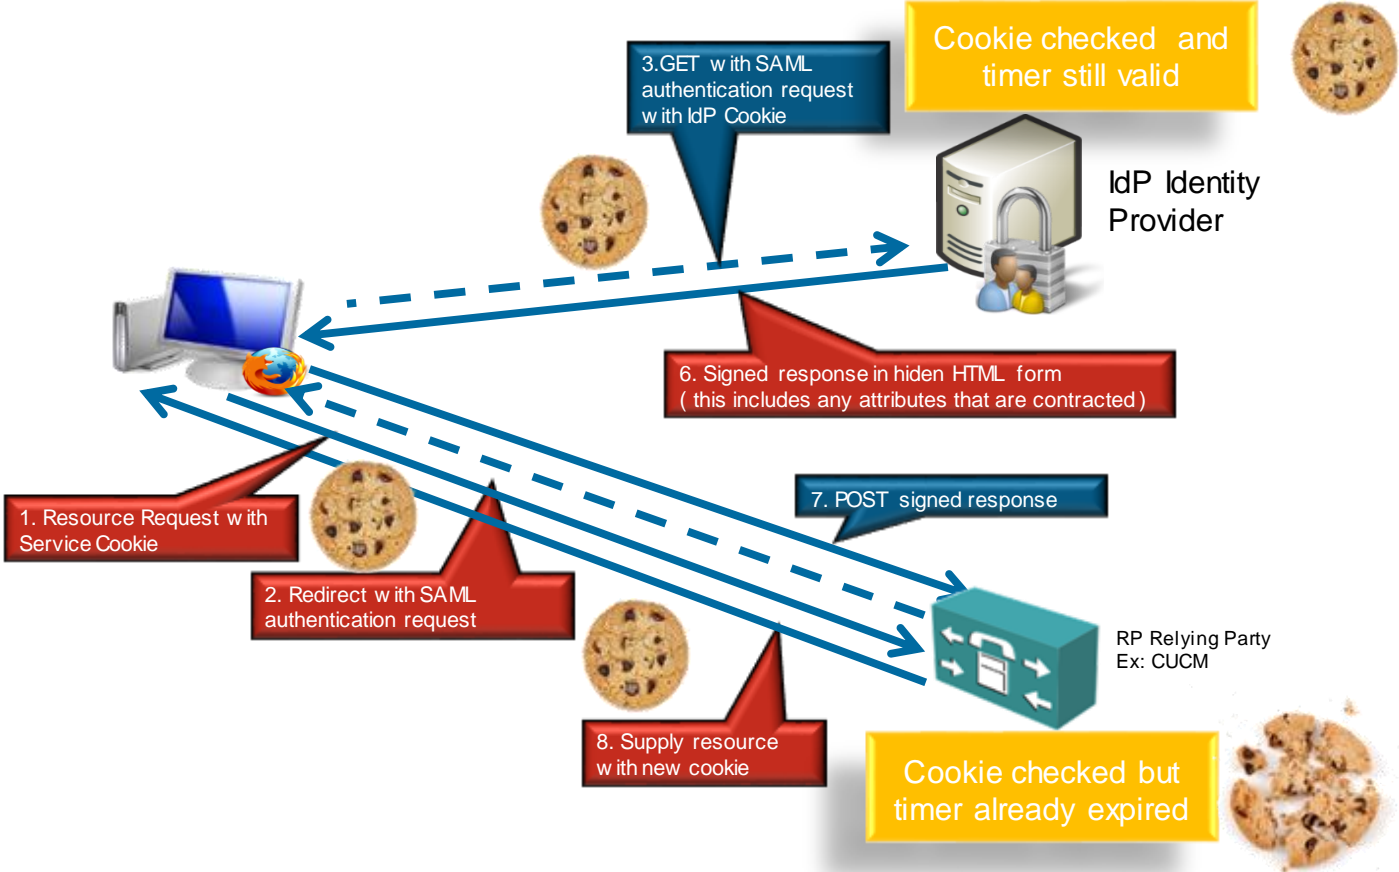 Cookie checked and
timer still valid
3.GET with SAML
authentication request
with IdP Cookie
IdP Identity
Provider
6. Signed response in hiden HTML form
( this includes any attributes that are contracted )
7. POST signed response
1. Resource Request with
Service Cookie
2. Redirect with SAML
authentication request
RP Relying Party
Ex: CUCM
8. Supply resource
with new cookie
Cookie checked but
timer already expired